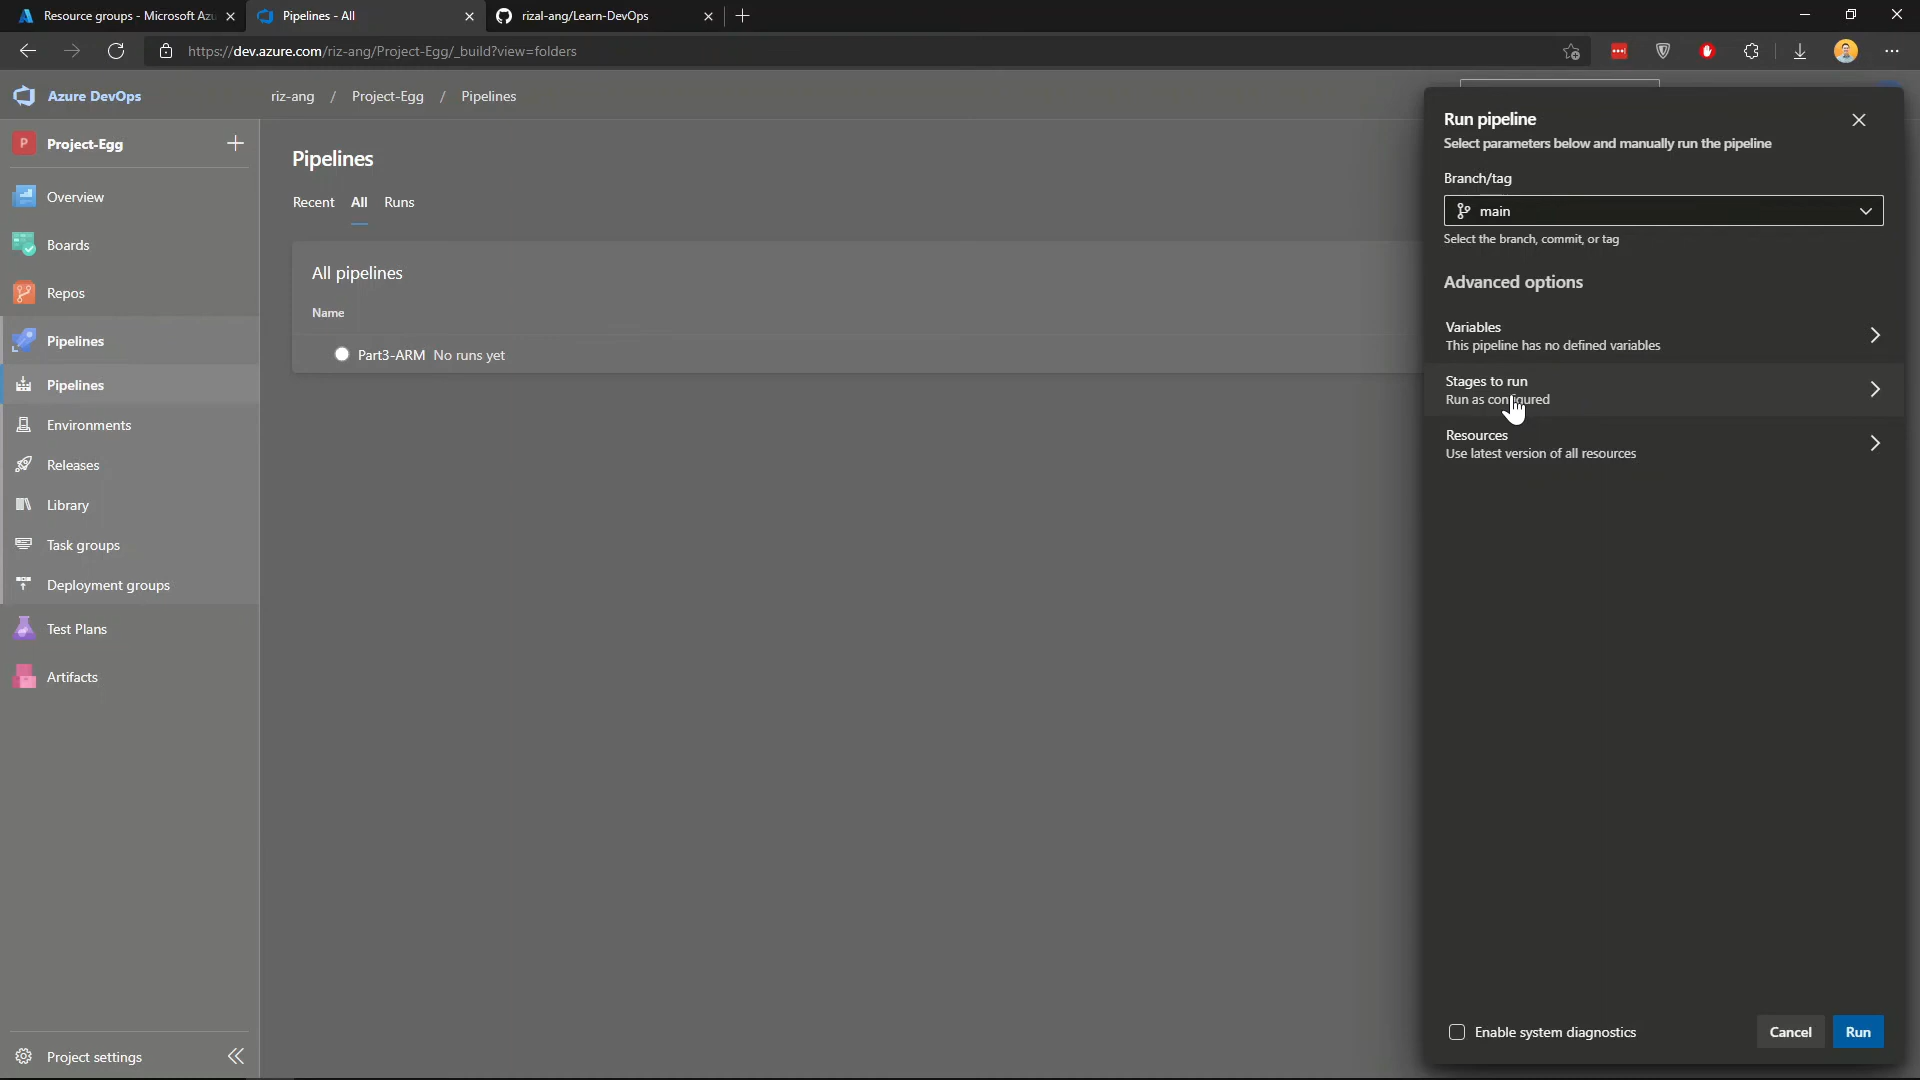 Resource groups - Microsoft Azu
Pipelines - All
rizal-ang/Learn-DevOps
https://dev.azure.com/riz-ang/Project-Egg/_build?view=folders
Azure DevOps
riz-ang / Project-Egg / Pipelines
P Project-Egg
Overview
Boards
Repos
Pipelines
Pipelines
Environments
Releases
Library
Task groups
Deployment groups
Test Plans
Artifacts
Project settings
Pipelines
Recent All Runs
All pipelines
Name
Part3-ARM No runs yet
Run pipeline
Select parameters below and manually run the pipeline
Branch/tag
main
Select the branch, commit, or tag
Advanced options
Variables
This pipeline has no defined variables
Stages to run
Run as configured
Resources
Use latest version of all resources
Enable system diagnostics
Cancel
Run